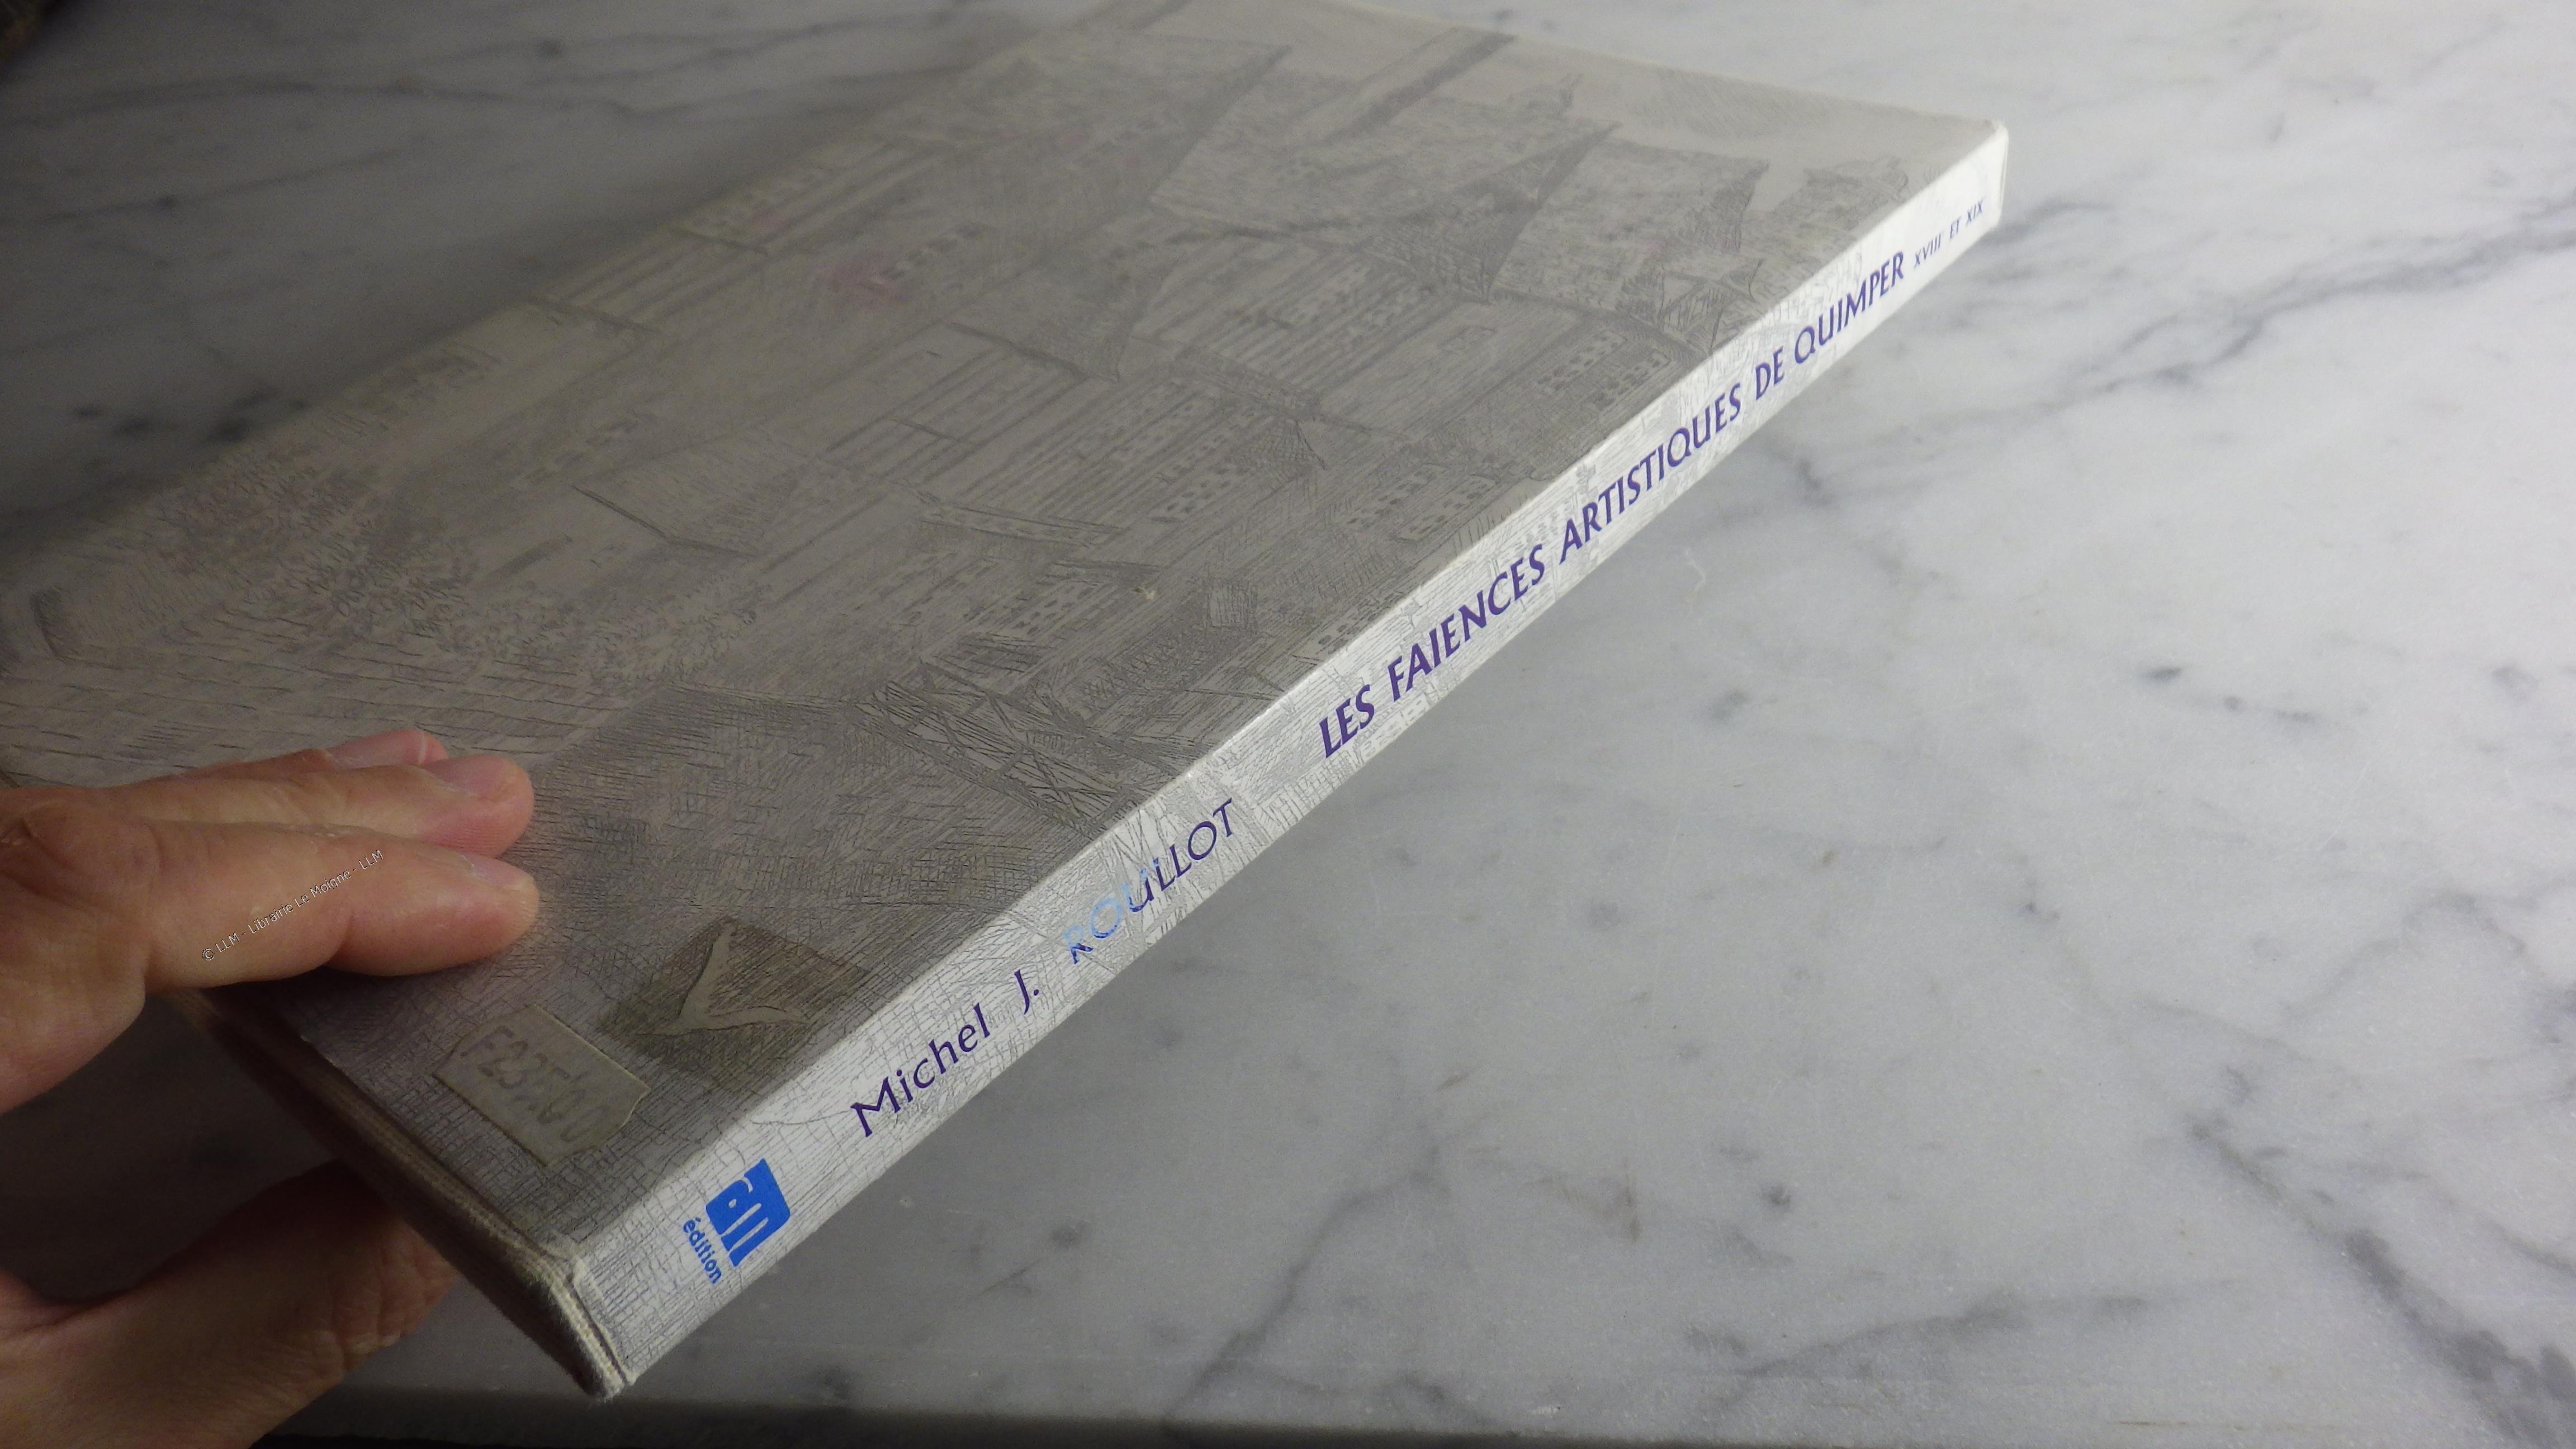 Michel J. ROULLOT LES FAIENCES ARTISTIQUES DE QUIMPER XVIII ET XIX
édition
© LLM - Librairie Le Moigne - LLM